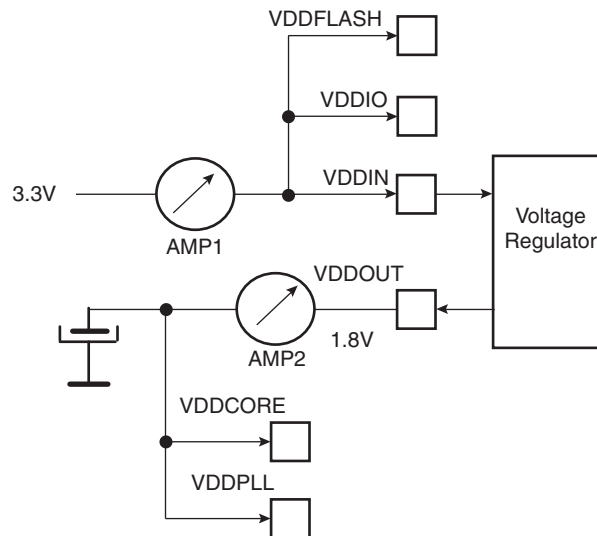 VDDFLASH
VDDIO
3.3V
VDDIN
AMP1
Voltage
Regulator
VDDOUT
1.8V
AMP2
VDDCORE
VDDPLL